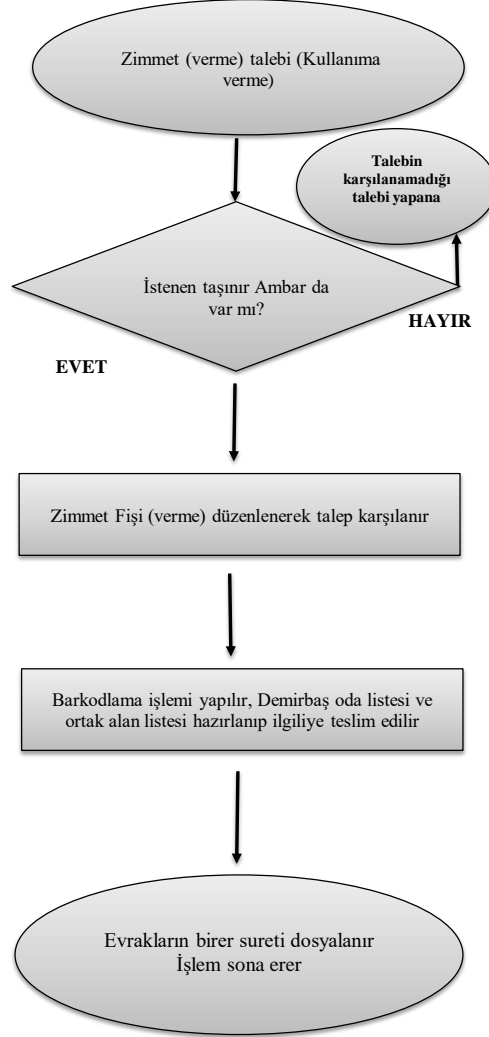 Zimmet (verme) talebi (Kullanıma
verme)
Talebin
karşılanamadığı
talebi yapana
İstenen taşınır Ambar da
var mı?
HAYIR
EVET
Zimmet Fişi (verme) düzenlenerek talep karşılanır
Barkodlama işlemi yapılır, Demirbaş oda listesi ve
ortak alan listesi hazırlanıp ilgiliye teslim edilir
Evrakların birer sureti dosyalanır
İşlem sona erer